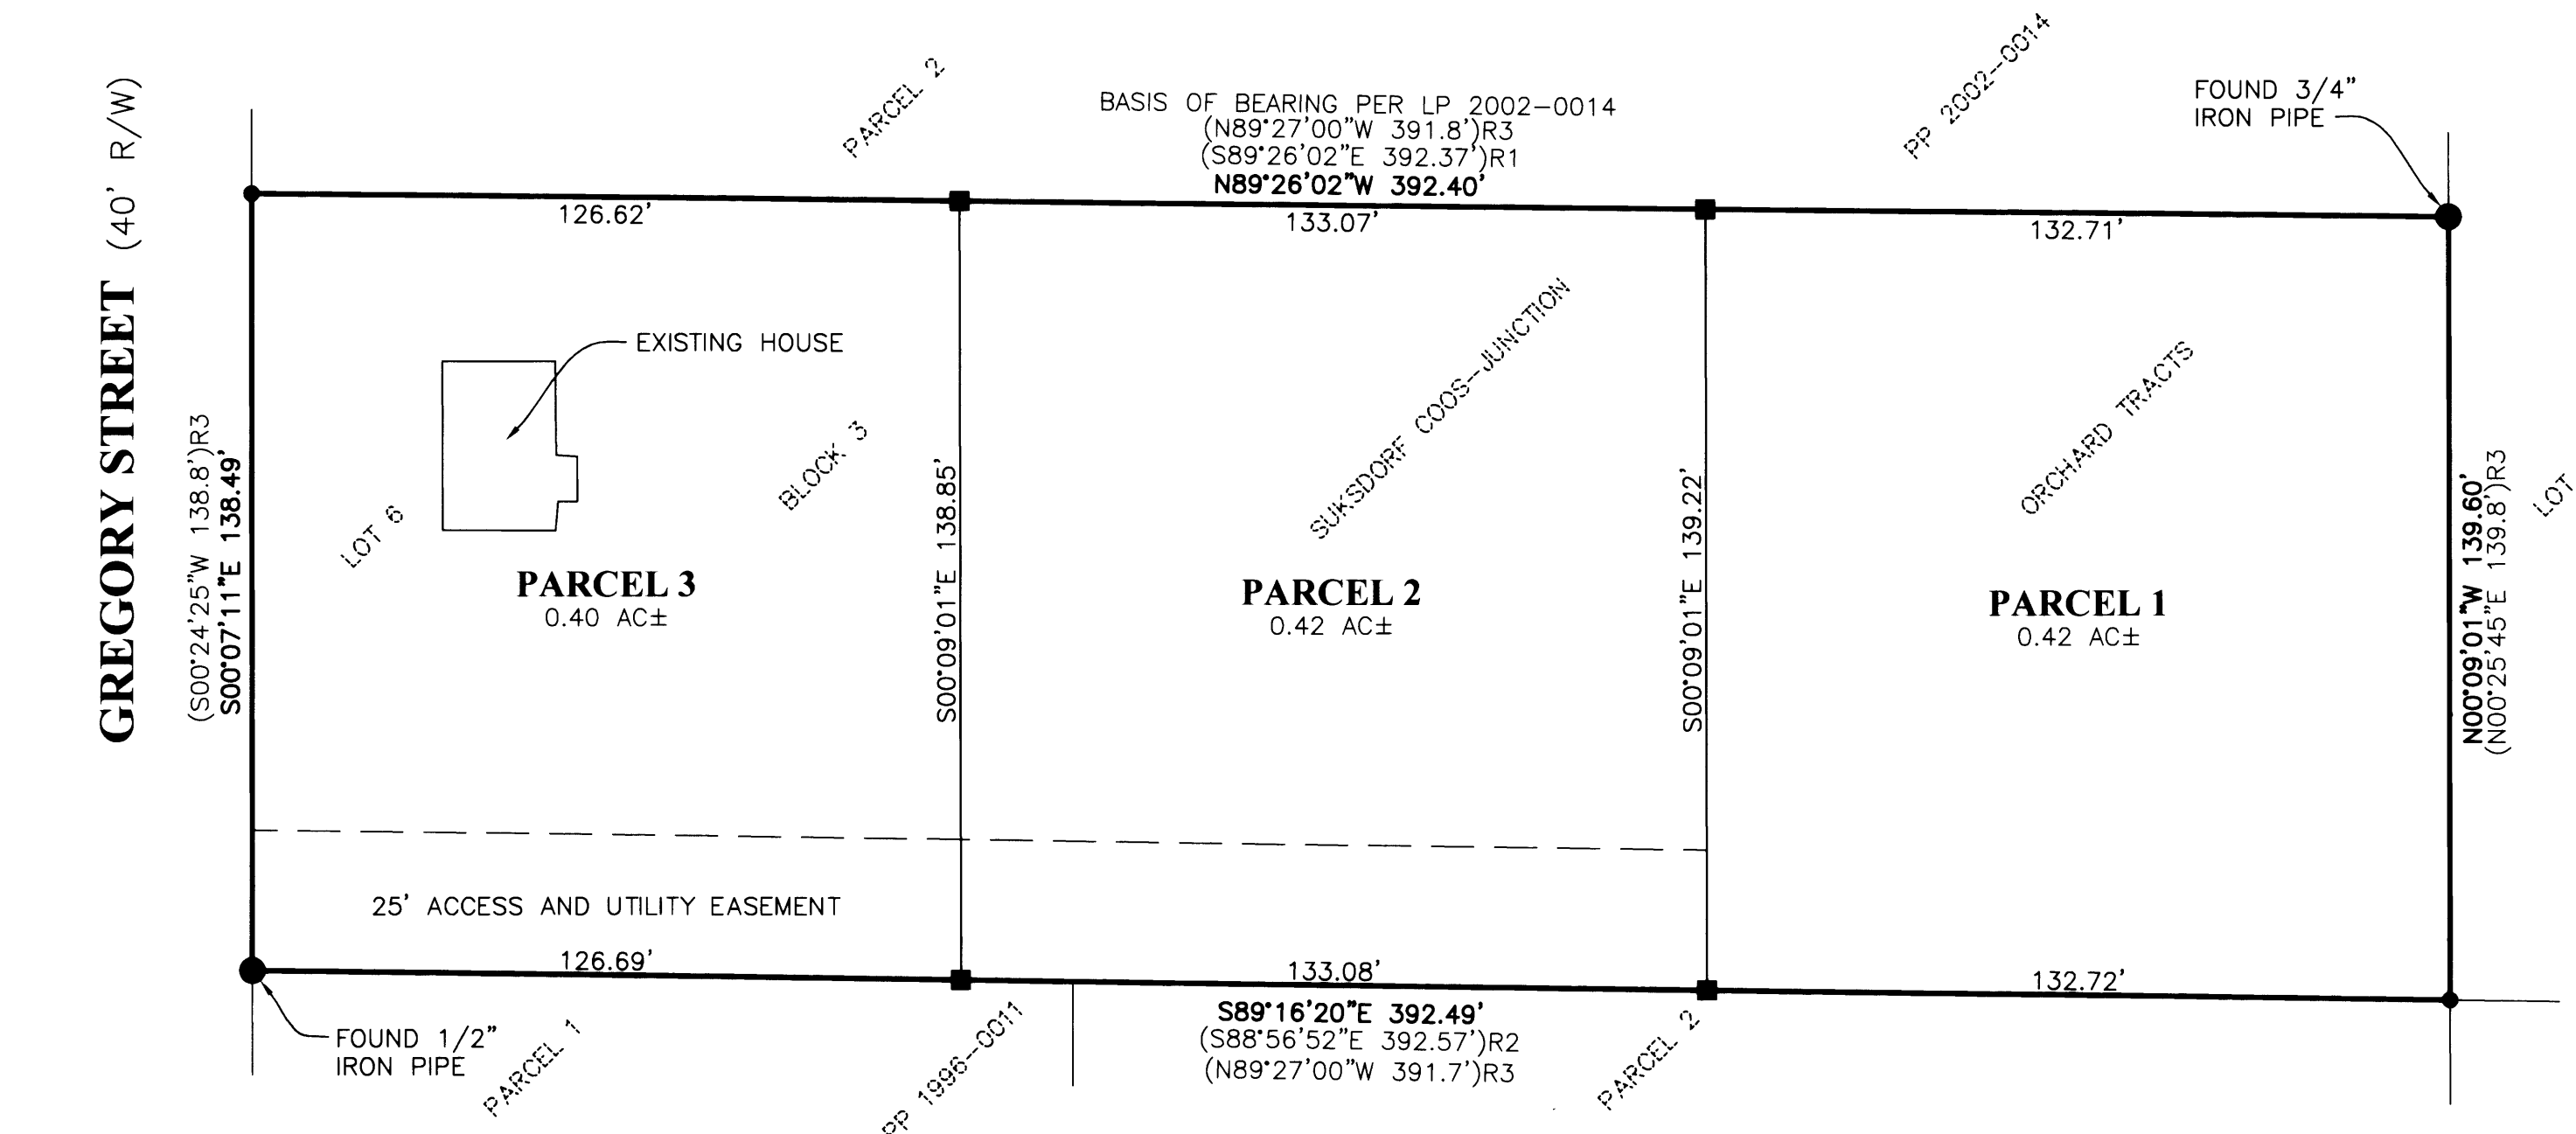 PARCEL 2
BASIS OF BEARING PER LP 2002-0014
(N89°27'00"W 391.8')R3
(S89°26'02"E 392.37')R1
N89°26'02"W 392.40'
PP 2002--0014
FOUND 3/4"
IRON PIPE
126.62'
133.07'
132.71'
GREGORY STREET (40' R/W)
(S00°24'25"W 138.8')R3
S00°07'11"E 138.49'
EXISTING HOUSE
LOT 6
BLOCK 3
PARCEL 3
0.40 AC±
S00°09'01"E 138.85'
SUKSDORF COOS--JUNCTION
PARCEL 2
0.42 AC±
S00°09'01"E 139.22'
ORCHARD TRACTS
PARCEL 1
0.42 AC±
N00°09'01"W 139.60'
(N00°25'45"E 139.8')R3
LOT
25' ACCESS AND UTILITY EASEMENT
126.69'
133.08'
132.72'
FOUND 1/2"
IRON PIPE
PARCEL 1
PP 1996--0011
S89°16'20"E 392.49'
(S88°56'52"E 392.57')R2
(N89°27'00"W 391.7')R3
PARCEL 2